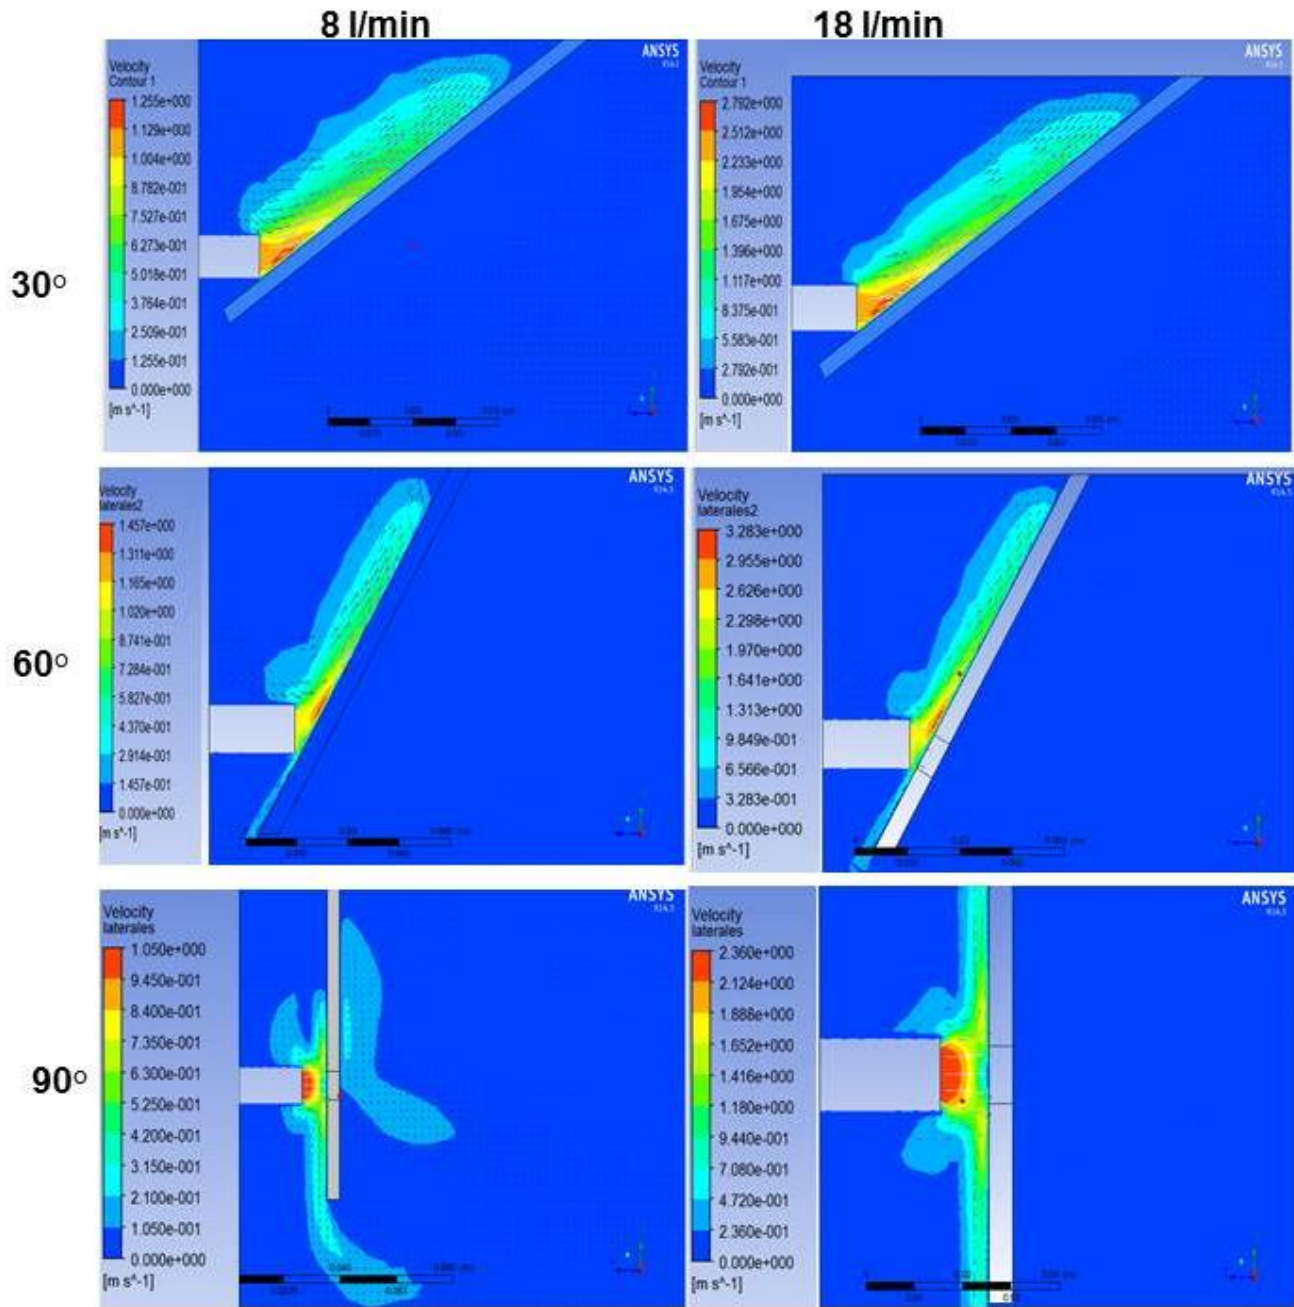 8 l/min
18 l/min
30°
Velocity
Contour 1
1.255e+000
1.129e+000
1.004e+000
8.782e-001
7.527e-001
6.273e-001
5.018e-001
3.764e-001
2.509e-001
1.255e-001
0.000e+000
[m s^-1]
ANSYS
Velocity
Contour 1
2.792e+000
2.512e+000
2.233e+000
1.954e+000
1.675e+000
1.396e+000
1.117e+000
8.375e-001
5.583e-001
2.792e-001
0.000e+000
[m s^-1]
ANSYS
60°
Velocity
laterales2
1.457e+000
1.311e+000
1.165e+000
1.020e+000
8.741e-001
7.284e-001
5.827e-001
4.370e-001
2.914e-001
1.457e-001
0.000e+000
[m s^-1]
ANSYS
Velocity
laterales2
3.283e+000
2.955e+000
2.626e+000
2.298e+000
1.970e+000
1.641e+000
1.313e+000
9.849e-001
6.566e-001
3.283e-001
0.000e+000
[m s^-1]
ANSYS
90°
Velocity
laterales
1.050e+000
9.450e-001
8.400e-001
7.350e-001
6.300e-001
5.250e-001
4.200e-001
3.150e-001
2.100e-001
1.050e-001
0.000e+000
[m s^-1]
ANSYS
Velocity
laterales
2.360e+000
2.124e+000
1.888e+000
1.652e+000
1.416e+000
1.180e+000
9.440e-001
7.080e-001
4.720e-001
2.360e-001
0.000e+000
[m s^-1]
ANSYS